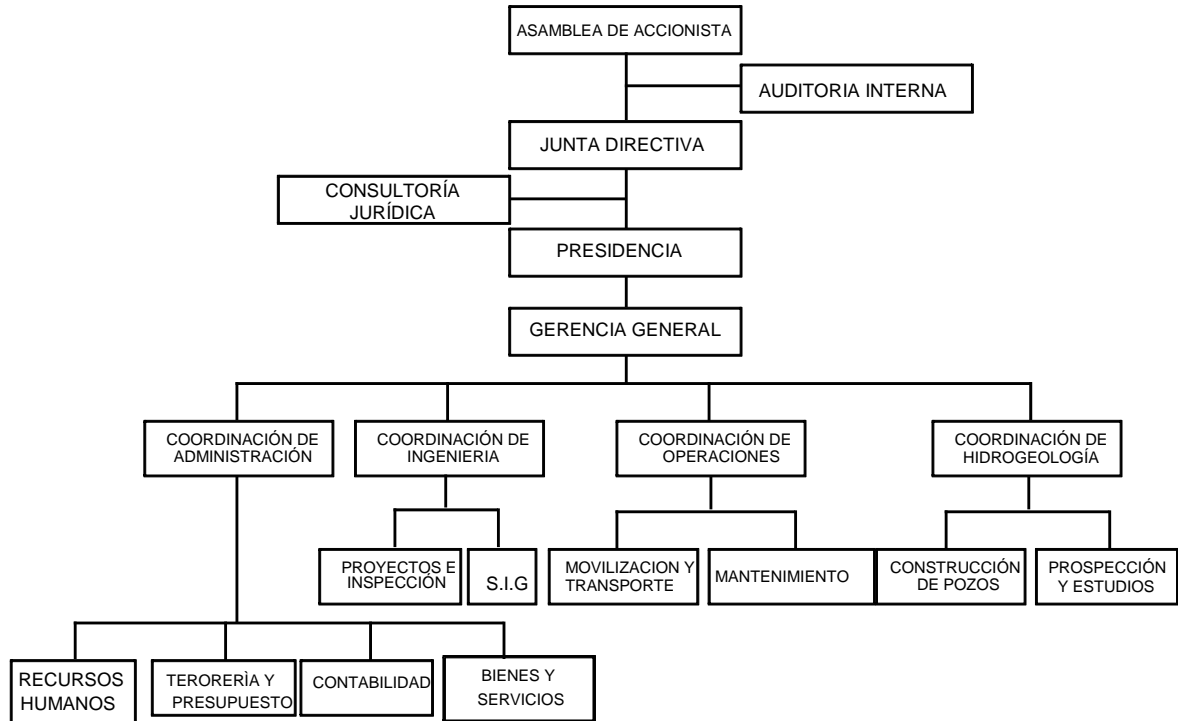 ASAMBLEA DE ACCIONISTA
AUDITORIA INTERNA
JUNTA DIRECTIVA
CONSULTORÍA
JURÍDICA
PRESIDENCIA
GERENCIA GENERAL
COORDINACIÓN DE
ADMINISTRACIÓN
COORDINACIÓN DE
INGENIERIA
COORDINACIÓN DE
OPERACIONES
COORDINACIÓN DE
HIDROGEOLOGÍA
PROYECTOS E
INSPECCIÓN
S.I.G
MOVILIZACION Y
TRANSPORTE
MANTENIMIENTO
CONSTRUCCIÓN
DE POZOS
PROSPECCIÓN
Y ESTUDIOS
RECURSOS
HUMANOS
TERORERÌA Y
PRESUPUESTO
CONTABILIDAD
BIENES Y
SERVICIOS